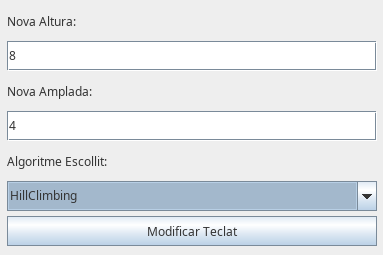 Nova Altura:
8
Nova Amplada:
4
Algoritme Escollit:
HillClimbing
Modificar Teclat